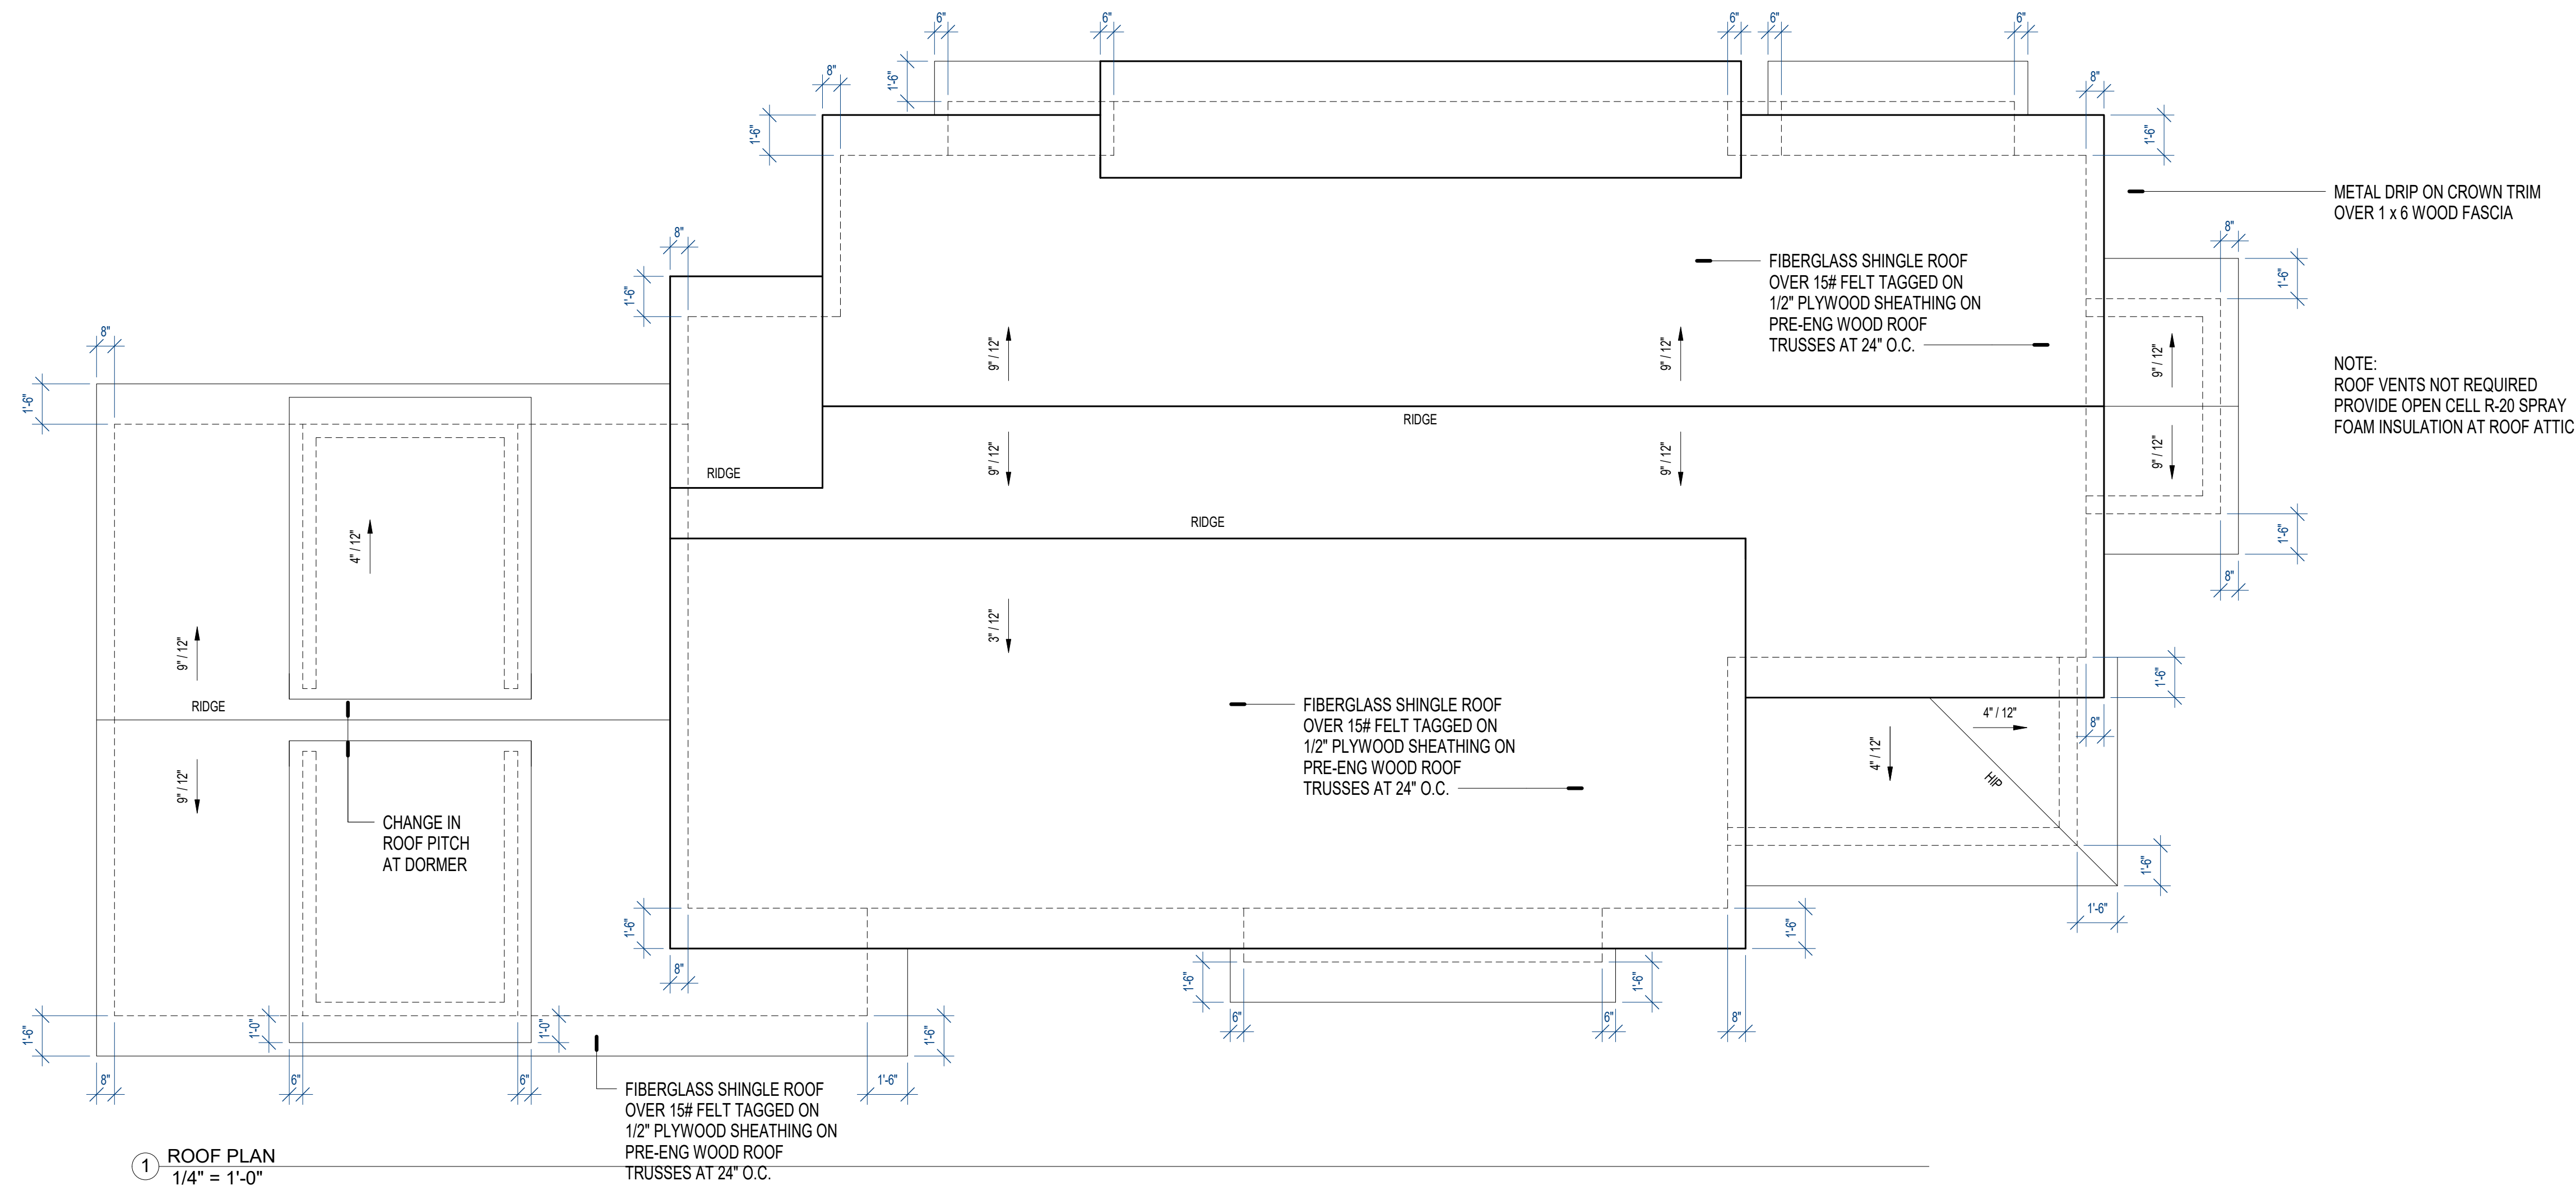 6"
6"
6"
6"
6"
8"
1'-6"
8"
1'-6"
1'-6"
METAL DRIP ON CROWN TRIM
OVER 1 x 6 WOOD FASCIA
8"
8"
1'-6"
1'-6"
FIBERGLASS SHINGLE ROOF
OVER 15# FELT TAGGED ON
1/2" PLYWOOD SHEATHING ON
PRE-ENG WOOD ROOF
TRUSSES AT 24" O.C.
8"
9" / 12"
9" / 12"
9" / 12"
NOTE:
ROOF VENTS NOT REQUIRED
PROVIDE OPEN CELL R-20 SPRAY
FOAM INSULATION AT ROOF ATTIC
1'-6"
RIDGE
9" / 12"
9" / 12"
9" / 12"
RIDGE
RIDGE
4" / 12"
1'-6"
8"
3" / 12"
9" / 12"
1'-6"
RIDGE
FIBERGLASS SHINGLE ROOF
OVER 15# FELT TAGGED ON
1/2" PLYWOOD SHEATHING ON
PRE-ENG WOOD ROOF
TRUSSES AT 24" O.C.
4" / 12"
8"
4" / 12"
HIP
9" / 12"
CHANGE IN
ROOF PITCH
AT DORMER
1'-6"
1'-6"
1'-6"
1'-6"
8"
1'-6"
1'-6"
6"
6"
8"
1'-6"
1'-0"
1'-0"
1'-6"
8"
6"
6"
1'-6"
FIBERGLASS SHINGLE ROOF
OVER 15# FELT TAGGED ON
1/2" PLYWOOD SHEATHING ON
PRE-ENG WOOD ROOF
TRUSSES AT 24" O.C.
1
ROOF PLAN
1/4" = 1'-0"